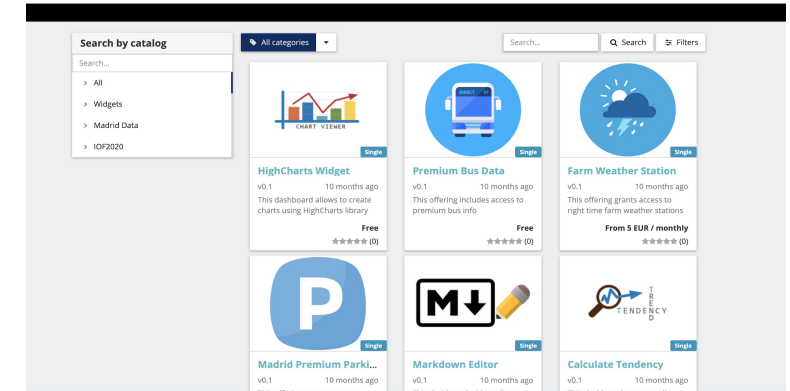 Search by catalog
Search...
> All
> Widgets
> Madrid Data
> IOF2020
All categories
Search...
Search
Filters
CHART VIEWER
Single
HighCharts Widget
v0.1 10 months ago
This dashboard allows to create
charts using HighCharts library
Free
(0)
Single
Premium Bus Data
v0.1 10 months ago
This offering includes access to
premium bus info
Free
(0)
Single
Farm Weather Station
v0.1 10 months ago
This offering grants access to
right time farm weather stations
From 5 EUR / monthly
(0)
P
Single
Madrid Premium Parki...
v0.1 10 months ago
M
Single
Markdown Editor
v0.1 10 months ago
TREND
TENDENCY
Single
Calculate Tendency
v0.1 10 months ago